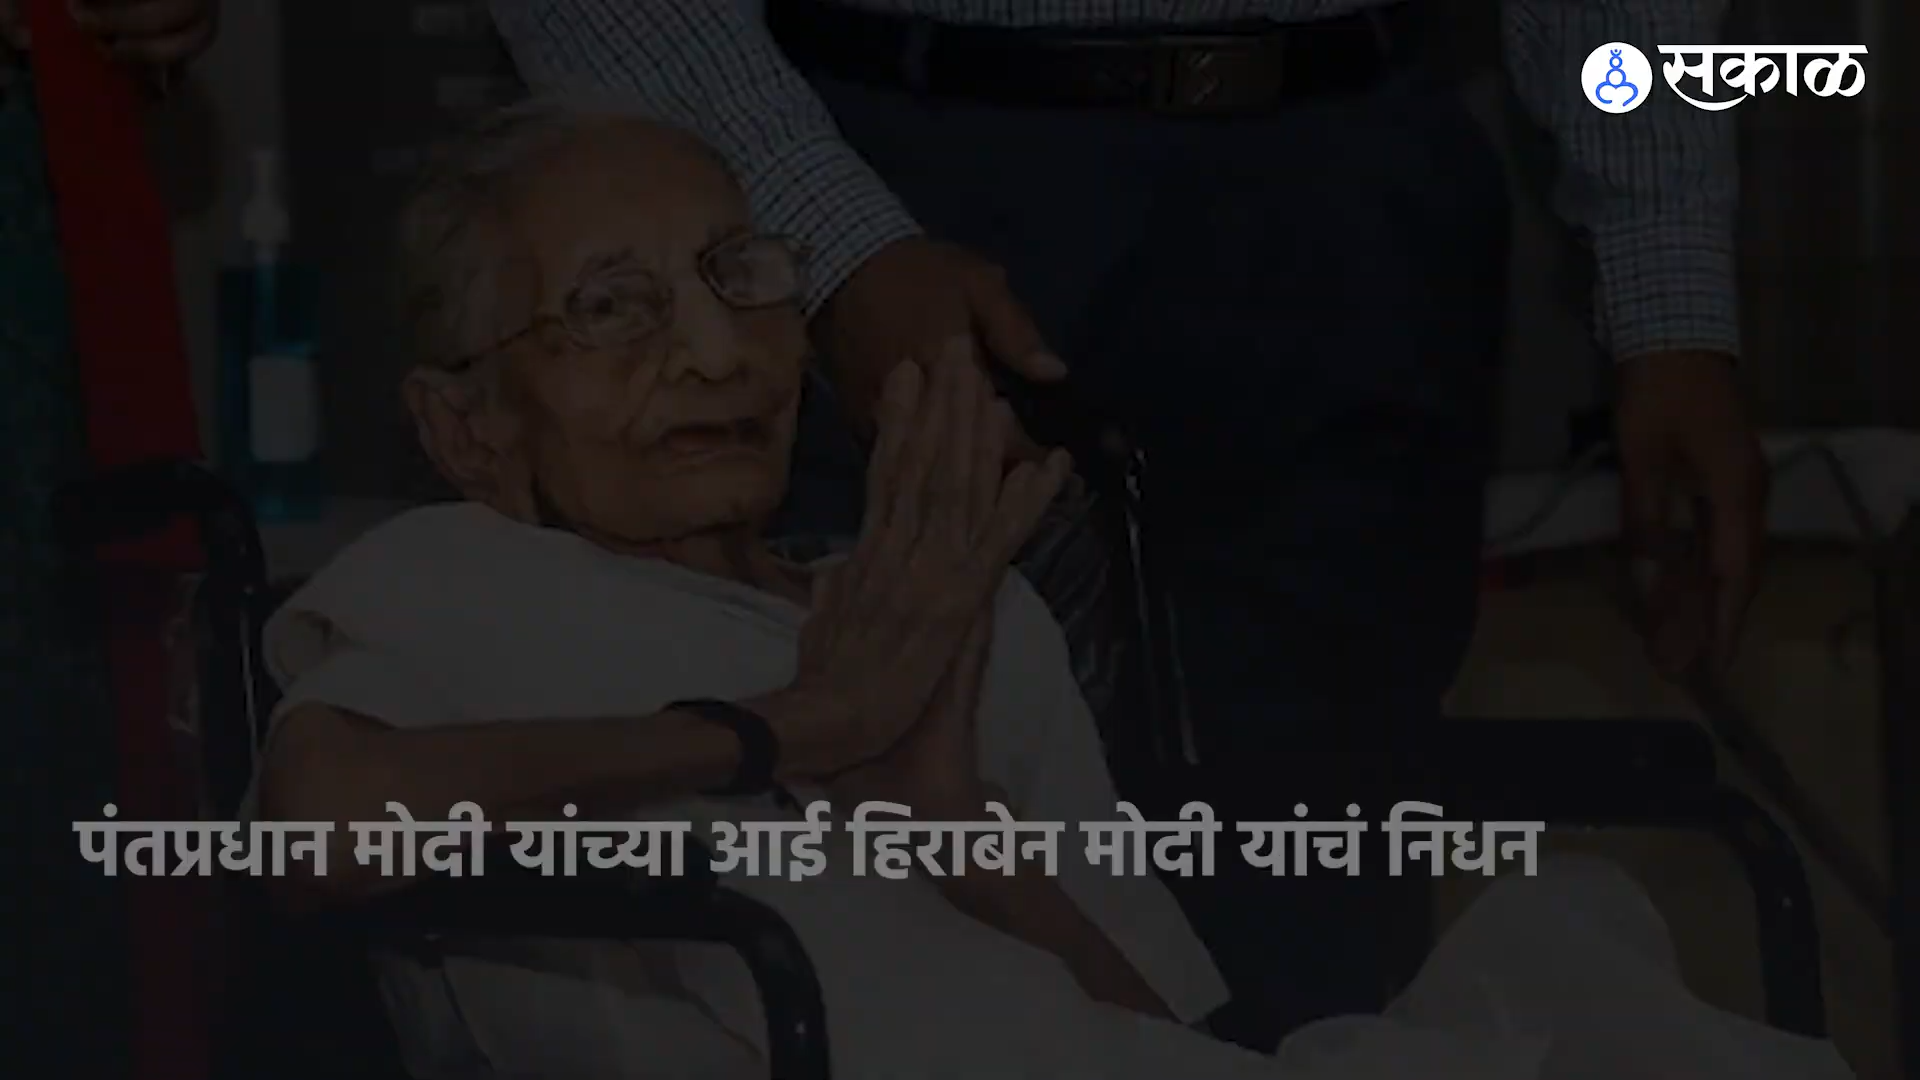 सकाळ
पंतप्रधान मोदी यांच्या आई हिराबेन मोदी यांचं निधन